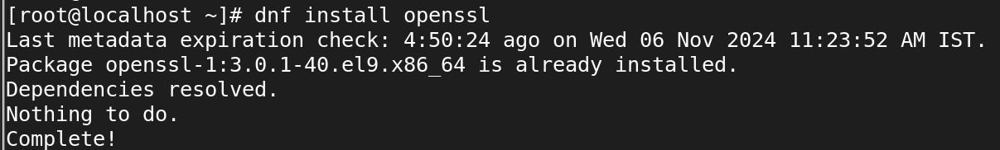 [root@localhost ~]# dnf install openssl
Last metadata expiration check: 4:50:24 ago on Wed 06 Nov 2024 11:23:52 AM IST.
Package openssl-1:3.0.1-40.el9.x86_64 is already installed.
Dependencies resolved.
Nothing to do.
Complete!